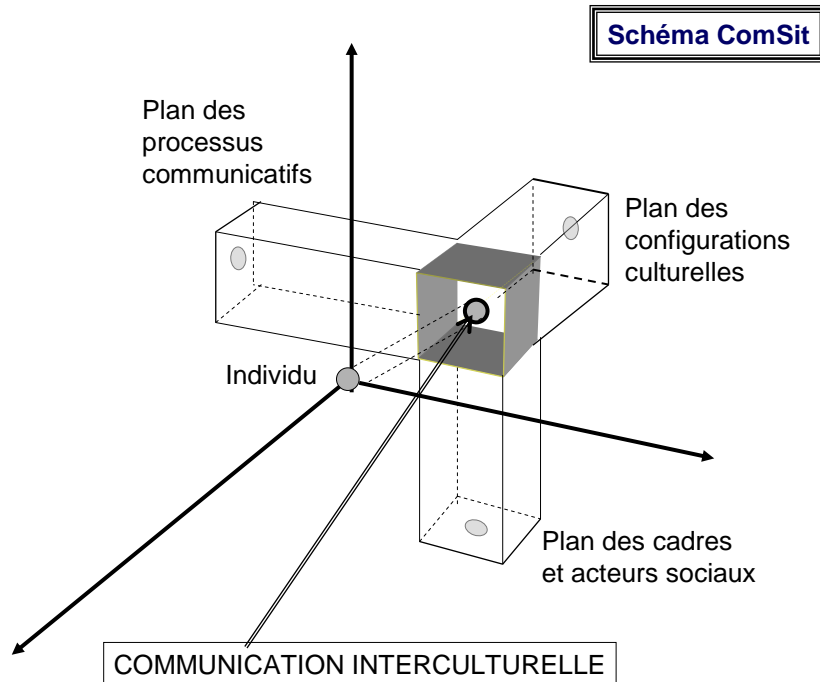 Schéma ComSit
Plan des
processus
communicatifs
Plan des
configurations
culturelles
Individu
Plan des cadres
et acteurs sociaux
COMMUNICATION INTERCULTURELLE